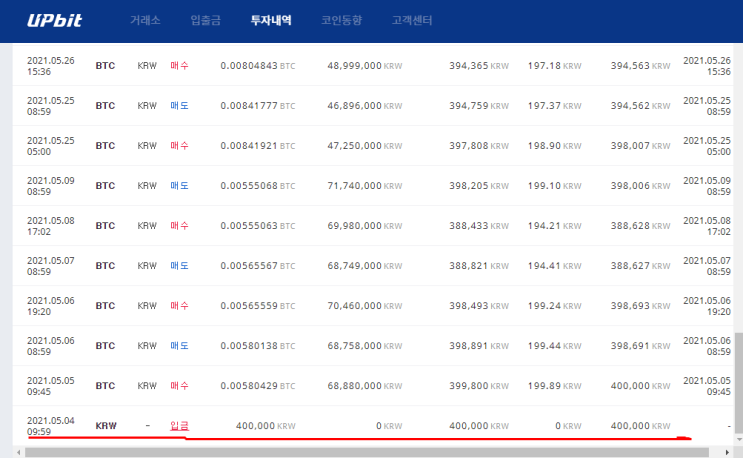 UPbit 거래소 입출금 투자내역 코인동향 고객센터
2021.05.26 15:36 BTC KRW 매수 0.00804843 BTC 48,999,000 KRW 394,365 KRW 197.18 KRW 394,563 KRW 2021.05.26 15:36
2021.05.25 08:59 BTC KRW 매도 0.00841777 BTC 46,896,000 KRW 394,759 KRW 197.37 KRW 394,562 KRW 2021.05.25 08:59
2021.05.25 05:00 BTC KRW 매수 0.00841921 BTC 47,250,000 KRW 397,808 KRW 198.90 KRW 398,007 KRW 2021.05.25 05:00
2021.05.09 08:59 BTC KRW 매도 0.00555068 BTC 71,740,000 KRW 398,205 KRW 199.10 KRW 398,006 KRW 2021.05.09 08:59
2021.05.08 17:02 BTC KRW 매수 0.00555063 BTC 69,980,000 KRW 388,433 KRW 194.21 KRW 388,628 KRW 2021.05.08 17:02
2021.05.07 08:59 BTC KRW 매도 0.00565567 BTC 68,749,000 KRW 388,821 KRW 194.41 KRW 388,627 KRW 2021.05.07 08:59
2021.05.06 19:20 BTC KRW 매수 0.00565559 BTC 70,460,000 KRW 398,493 KRW 199.24 KRW 398,693 KRW 2021.05.06 19:20
2021.05.06 08:59 BTC KRW 매도 0.00580138 BTC 68,758,000 KRW 398,891 KRW 199.44 KRW 398,691 KRW 2021.05.06 08:59
2021.05.05 09:45 BTC KRW 매수 0.00580429 BTC 68,880,000 KRW 399,800 KRW 199.89 KRW 400,000 KRW 2021.05.05 09:45
2021.05.04 09:59 KRW - 입금 400,000 KRW 0 KRW 400,000 KRW 0 KRW 400,000 KRW -